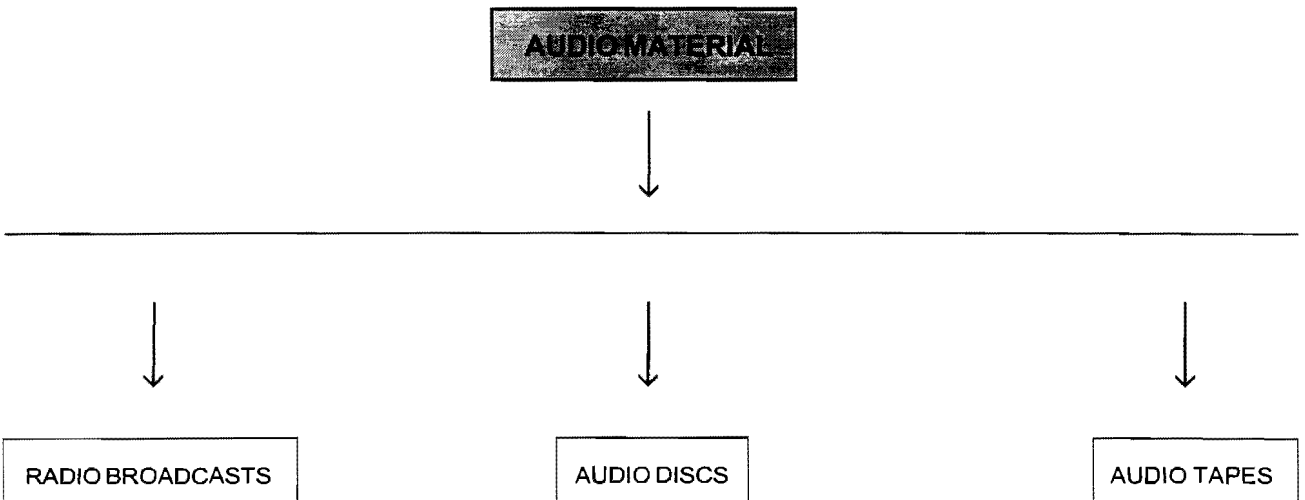 AUDIO MATERIAL
RADIO BROADCASTS
AUDIO DISCS
AUDIO TAPES